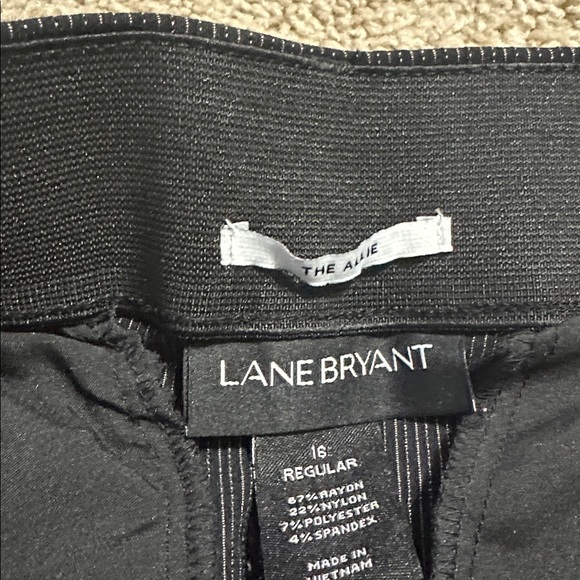 THE ALLIE
LANE BRYANT
16
REGULAR
67% RAYON
22% NYLON
7% POLYESTER
4% SPANDEX
MADE IN
VIETNAM